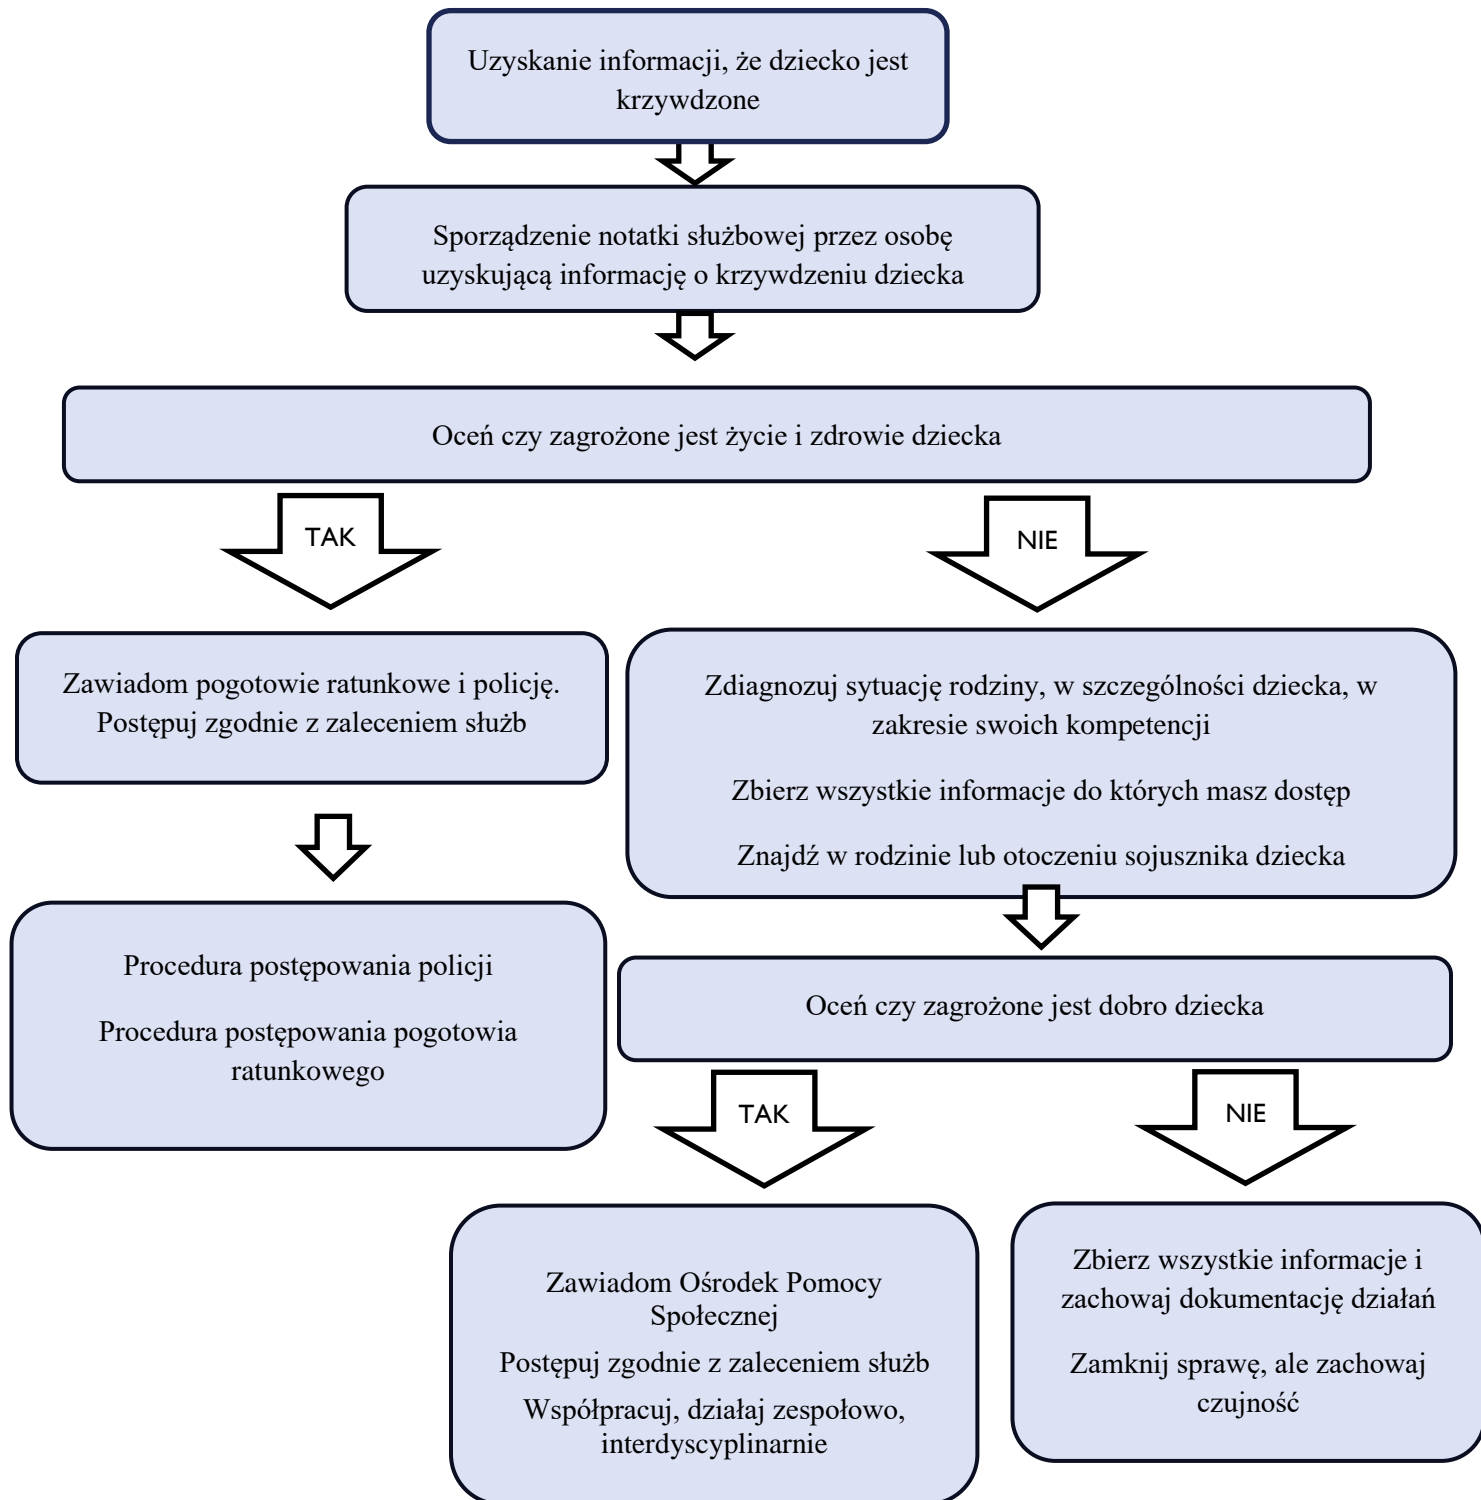 Uzyskanie informacji, że dziecko jest
krzywdzone
Sporządzenie notatki służbowej przez osobę
uzyskującą informację o krzywdzeniu dziecka
Oceń czy zagrożone jest życie i zdrowie dziecka
TAK
NIE
Zawiadom pogotowie ratunkowe i policję.
Postępuj zgodnie z zaleceniem służb
Zdiagnozuj sytuację rodziny, w szczególności dziecka, w
zakresie swoich kompetencji
Zbierz wszystkie informacje do których masz dostęp
Znajdź w rodzinie lub otoczeniu sojusznika dziecka
Procedura postępowania policji
Procedura postępowania pogotowia
ratunkowego
Oceń czy zagrożone jest dobro dziecka
TAK
NIE
Zawiadom Ośrodek Pomocy
Społecznej
Postępuj zgodnie z zaleceniem służb
Współpracuj, działaj zespołowo,
interdyscyplinarnie
Zbierz wszystkie informacje i
zachowaj dokumentację działań
Zamknij sprawę, ale zachowaj
czujność